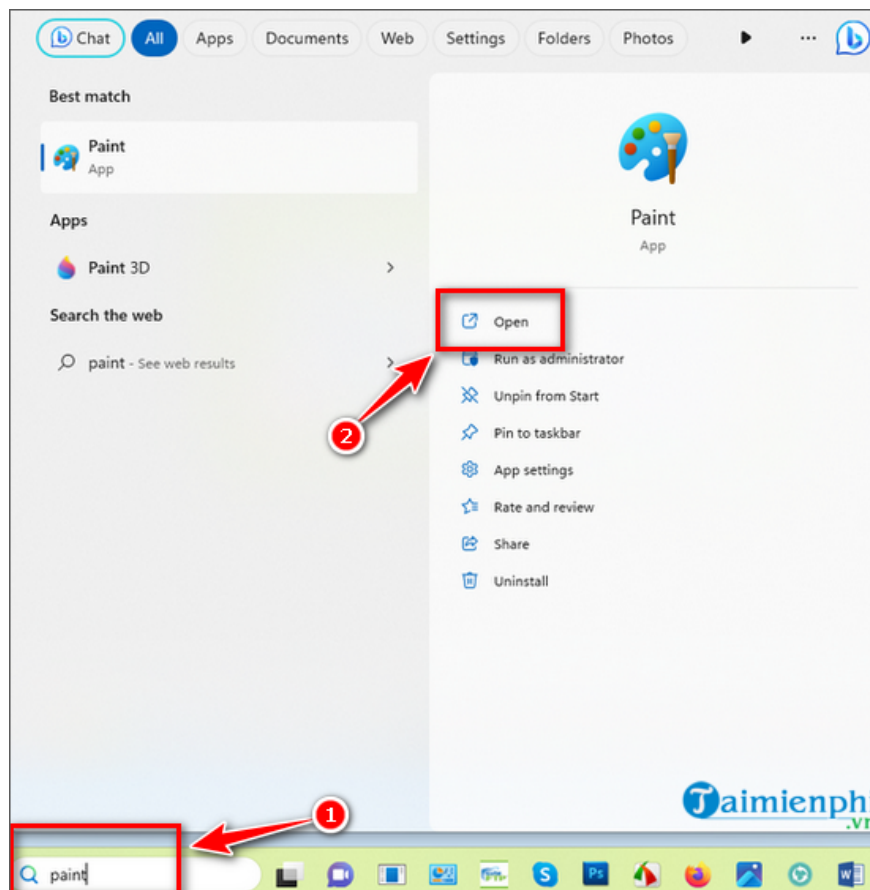 Chat All Apps Documents Web Settings Folders Photos ...
Best match
Paint
App
Apps
Paint 3D
Search the web
paint - See web results
Paint
App
Open
Run as administrator
Unpin from Start
Pin to taskbar
App settings
Rate and review
Share
Uninstall
2
1
Taimienphi
.vn
paint
S Ps W